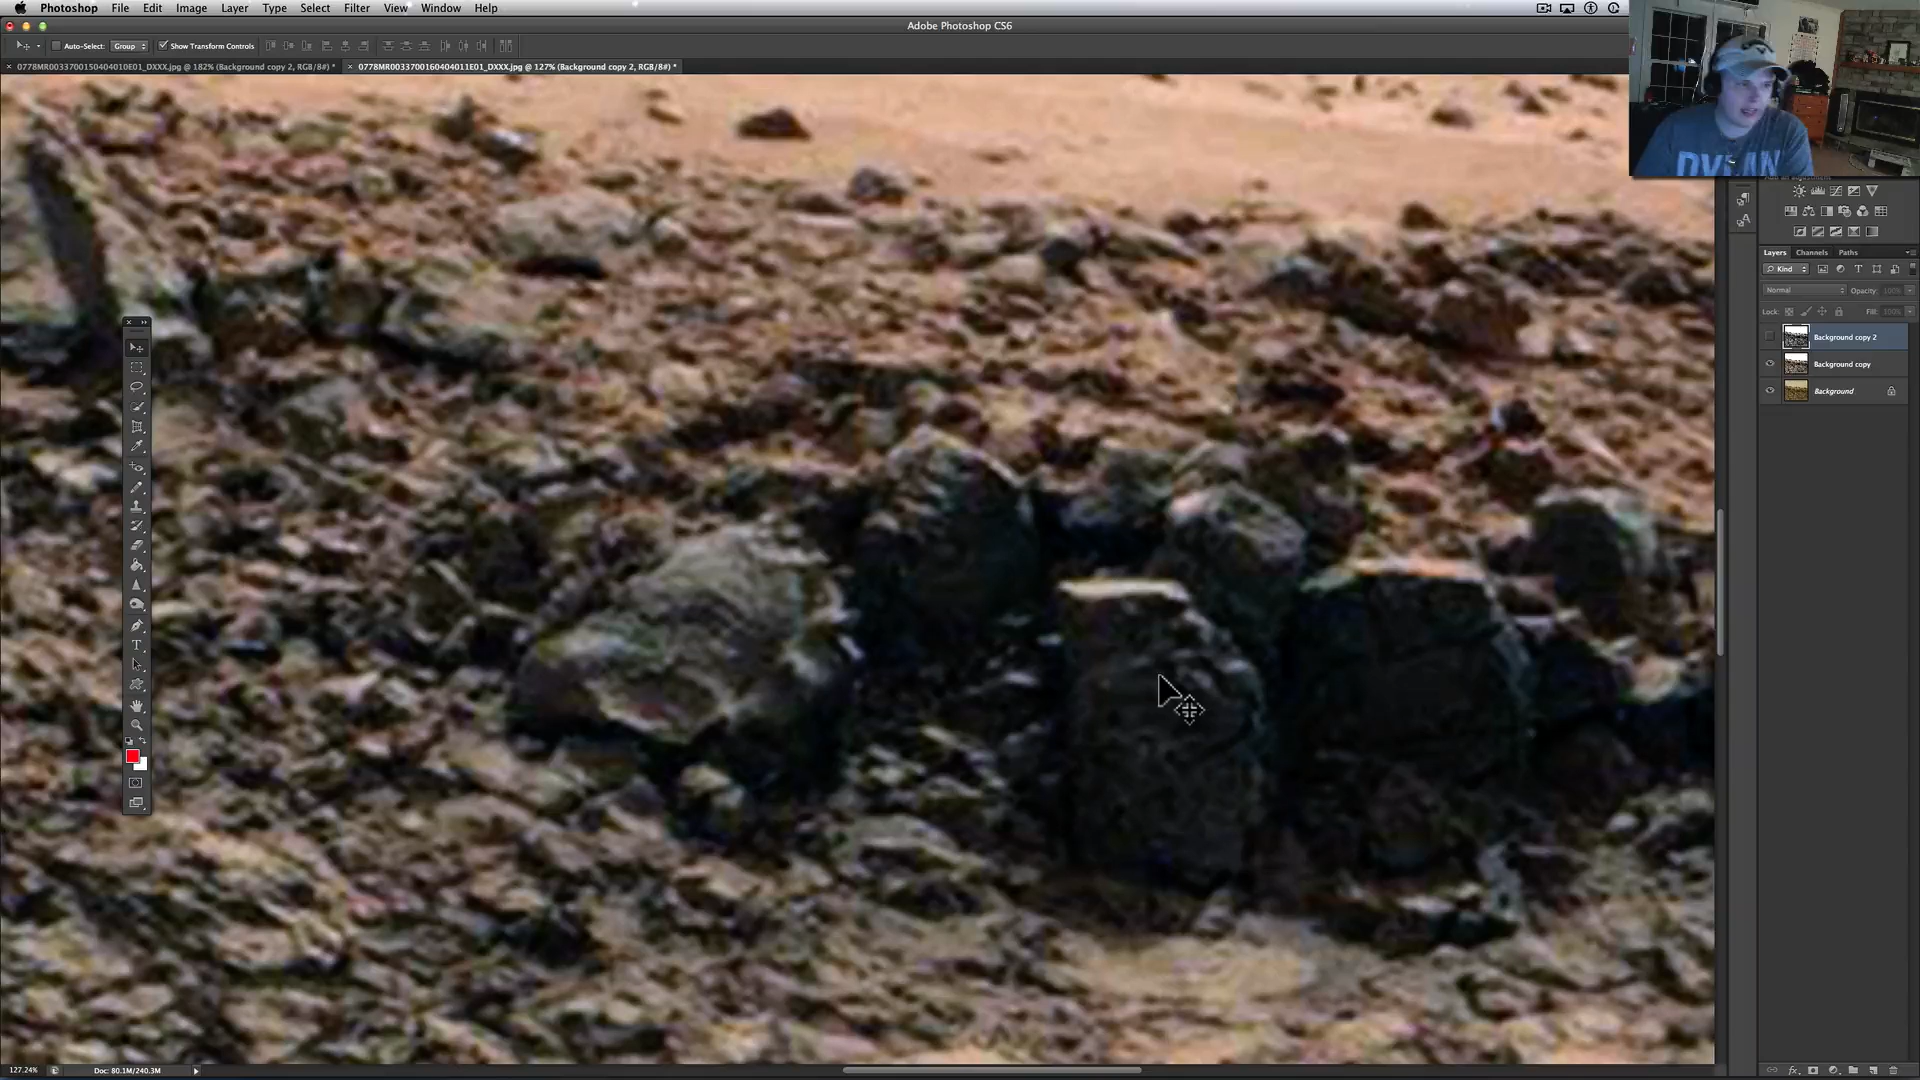 Photoshop File Edit Image Layer Type Select Filter View Window Help
Adobe Photoshop CS6
Auto-Select: Group Show Transform Controls
0778MR0033700150404010E01_DXXX.jpg @ 182% (Background copy 2, RGB/8#) *
0778MR0033700160404011E01_DXXX.jpg @ 127% (Background copy 2, RGB/8#) *
DYLAN
Layers Channels Paths
Kind
Normal Opacity: 100%
Lock: Fill: 100%
Background copy 2
Background copy
Background
127.24% Doc: 80.1M/240.3M